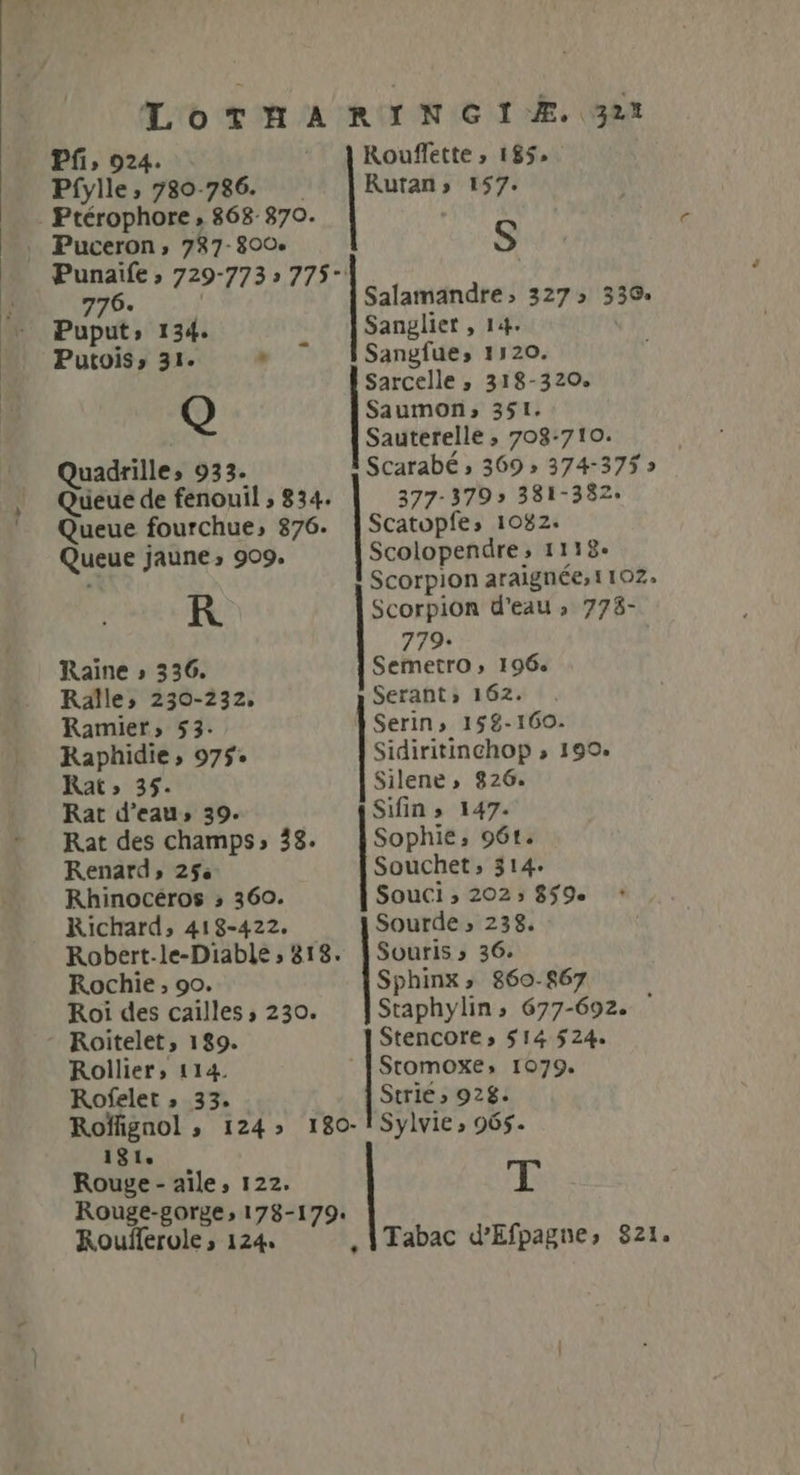 LOTHARINGIÆ. 321
Pſi, 924.
Pſylle, 780-786.
Ptérophore, 868-870.
Puceron, 787-800.
Punaiſe, 729-773, 775-
776.
Puput, 134.
Putois, 31.
Q
Quadrille, 933.
Queue de fenouil, 834.
Queue fourchue, 876.
Queue jaune, 909.
R
Raine, 336.
Ralle, 230-232.
Ramier, 53.
Raphidie, 975.
Rat, 35.
Rat d'eau, 39.
Rat des champs, 38.
Renard, 25.
Rhinocéros, 360.
Richard, 418-422.
Robert-le-Diable, 818.
Rochie, 90.
Roi des cailles, 230.
Roitelet, 189.
Rollier, 114.
Roſelet, 33.
Roſſignol, 124, 180-
181.
Rouge-aile, 122.
Rouge-gorge, 178-179.
Rouſſerole, 124.
Rouſſette, 185.
Rutan, 157.
S
Salamandre, 327, 330.
Sanglier, 14.
Sangſue, 1120.
Sarcelle, 318-320.
Saumon, 351.
Sauterelle, 708-710.
Scarabé, 369, 374-375,
377-379, 381-382.
Scatopſe, 1082.
Scolopendre, 1118.
Scorpion araignée, 1102.
Scorpion d'eau, 778-
779.
Semetro, 196.
Serant, 162.
Serin, 158-160.
Sidiritinchop, 190.
Silene, 826.
Siſin, 147.
Sophie, 961.
Souchet, 314.
Souci, 202, 859.
Sourde, 238.
Souris, 36.
Sphinx, 860-867
Staphylin, 677-692.
Stencore, 514 524.
Stomoxe, 1079.
Strié, 928.
Sylvie, 965.
T
Tabac d'Eſpagne, 821.